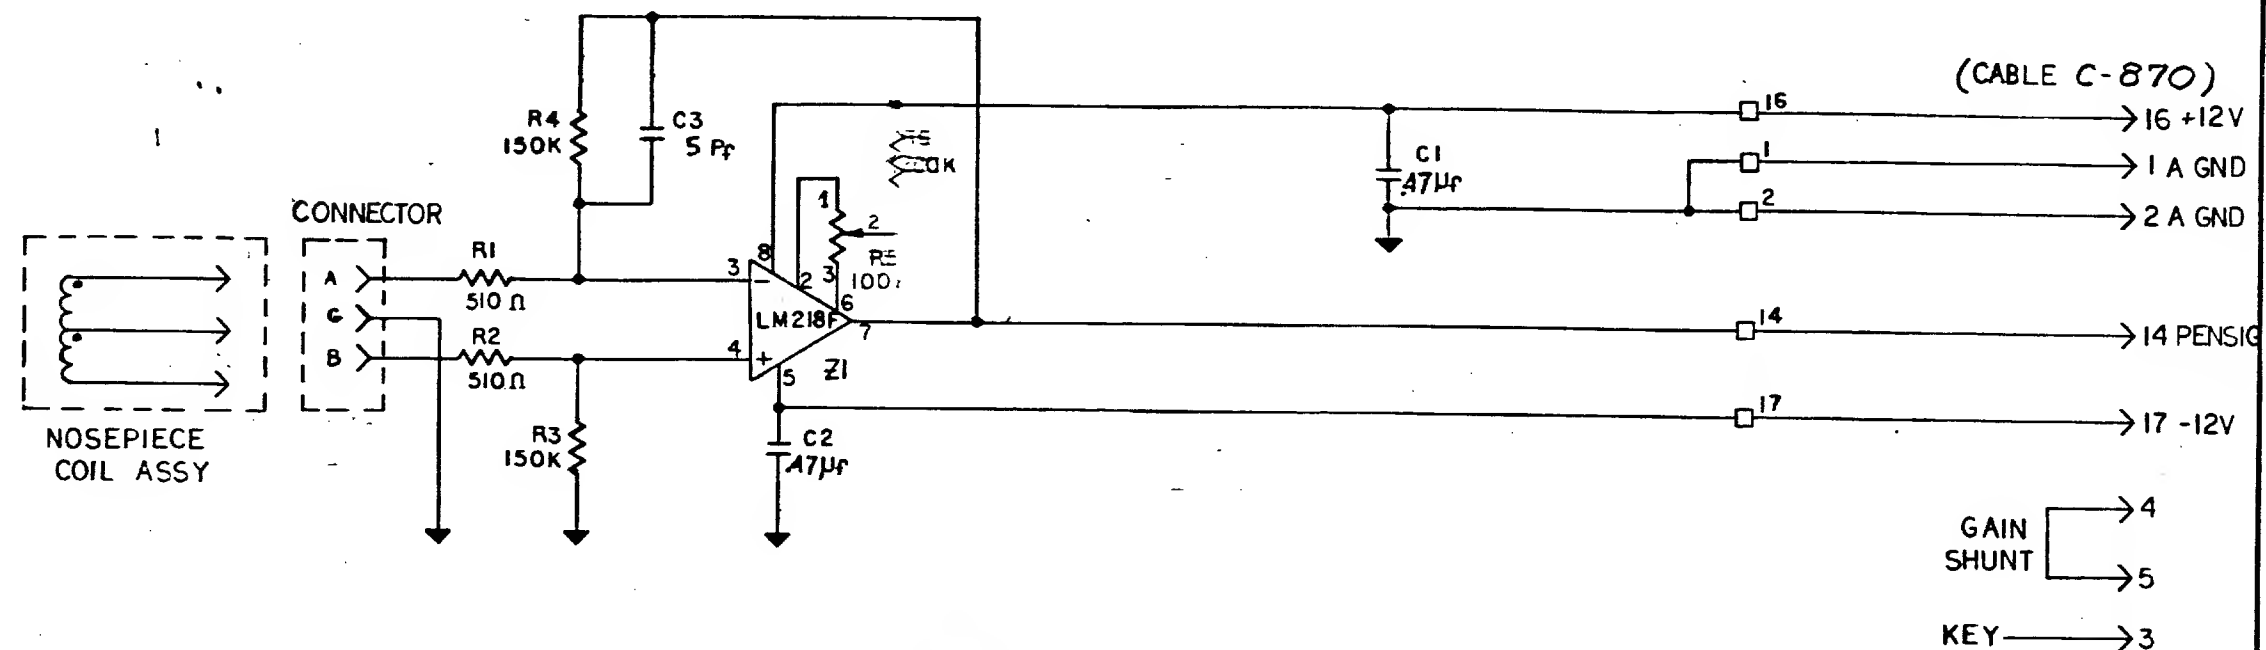 (CABLE C-870)
16
16 +12V
R4
150K
C3
5 Pf
C1
.47µf
1
1 A GND
2
2 A GND
CONNECTOR
1
2
3
100
A
R1
510 Ω
3
-
8
2
6
G
LM218F
7
14
14 PENSIG
B
R2
510Ω
4
+
5
Z1
17
17 -12V
NOSEPIECE
COIL ASSY
R3
150K
C2
.47µf
GAIN
SHUNT
4
5
KEY
3